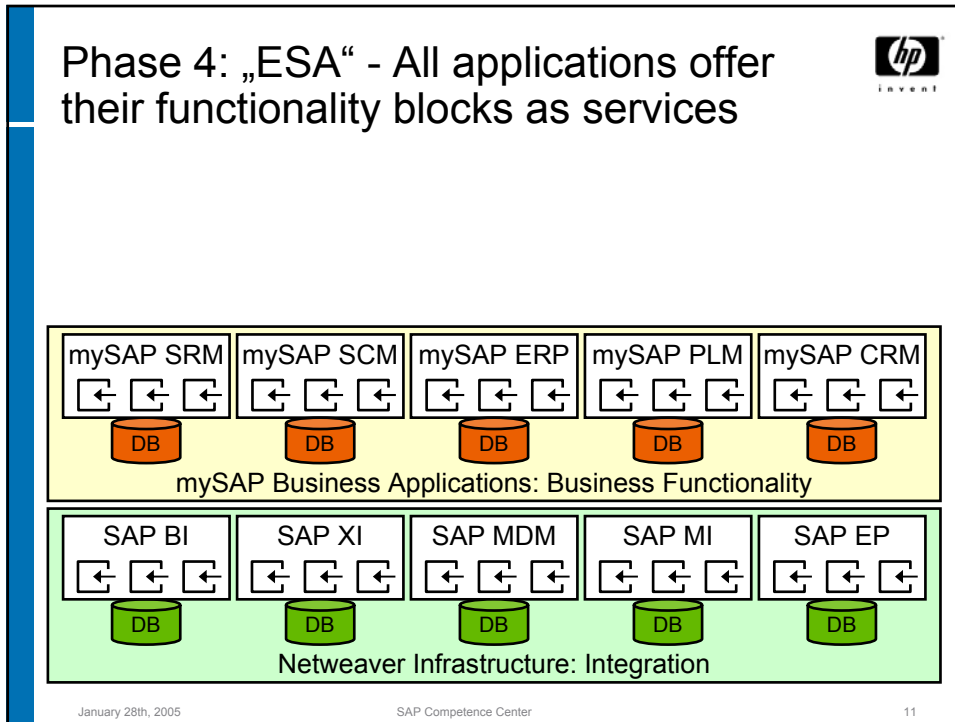 Phase 4: „ESA“ - All applications offer
their functionality blocks as services
hp
invent
mySAP SRM mySAP SCM mySAP ERP mySAP PLM mySAP CRM
DB DB DB DB DB
mySAP Business Applications: Business Functionality
SAP BI SAP XI SAP MDM SAP MI SAP EP
DB DB DB DB DB
Netweaver Infrastructure: Integration
January 28th, 2005 SAP Competence Center 11